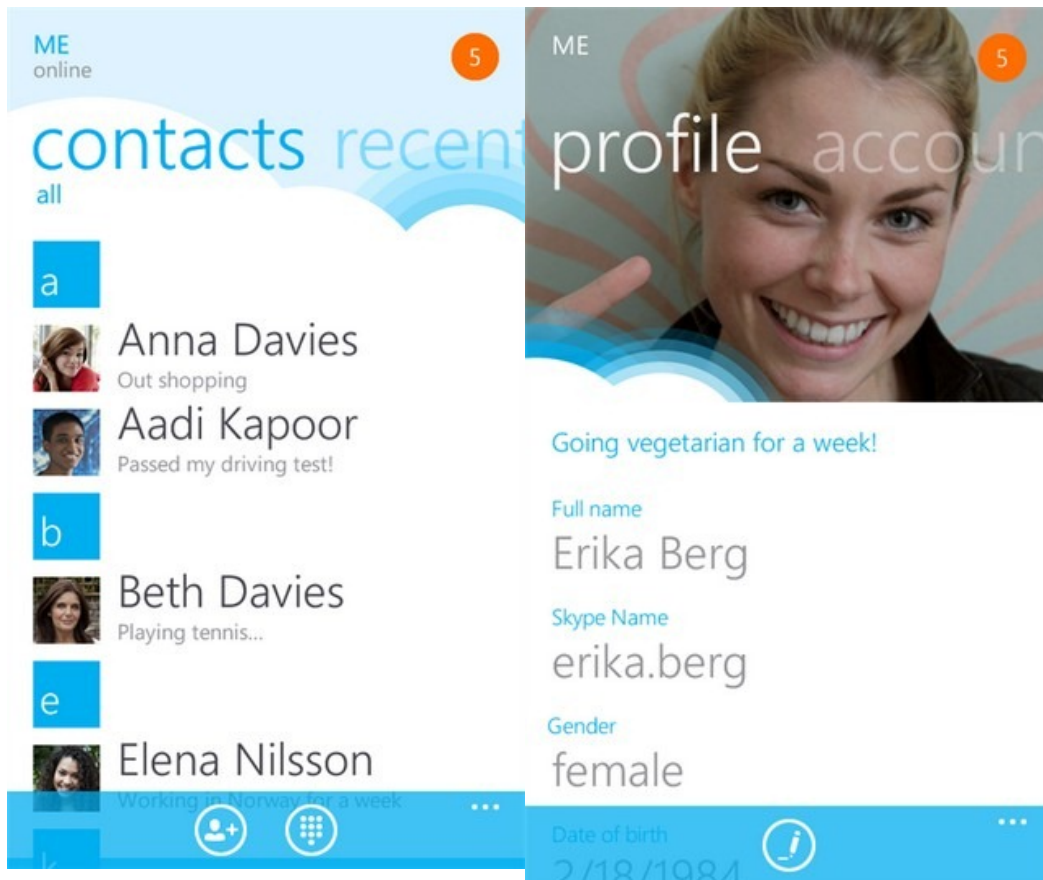 ME
online
5
contacts recent
all
a
Anna Davies
Out shopping
Aadi Kapoor
Passed my driving test!
b
Beth Davies
Playing tennis...
e
Elena Nilsson
Working in Norway for a week
k
ME
5
profile accoun
Going vegetarian for a week!
Full name
Erika Berg
Skype Name
erika.berg
Gender
female
Date of birth
2/18/1984